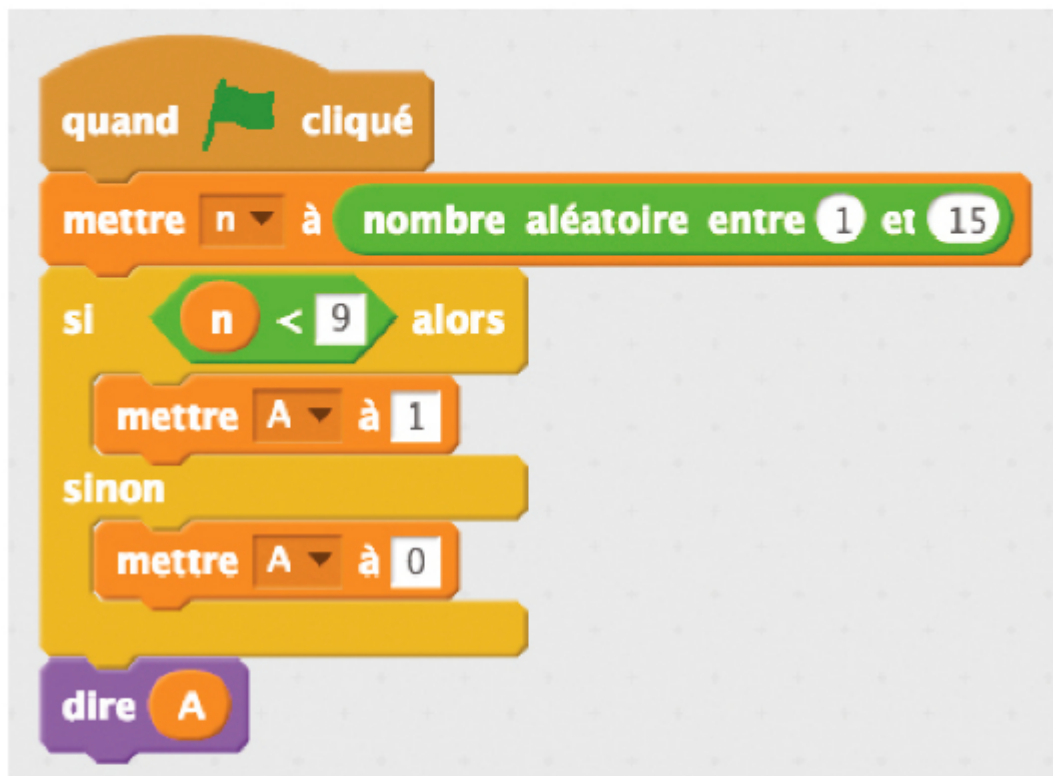 quand cliqué
mettre n à nombre aléatoire entre 1 et 15
si n < 9 alors
mettre A à 1
sinon
mettre A à 0
dire A